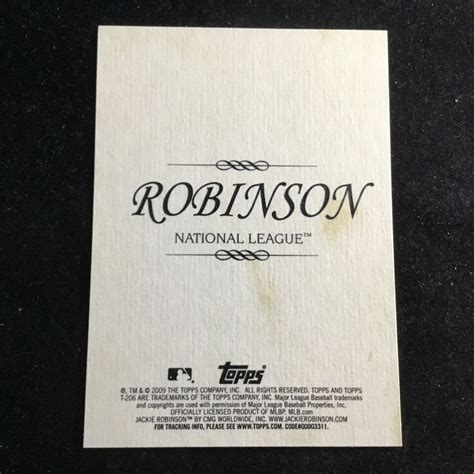 ROBINSON
NATIONAL LEAGUE™
Topps
®, TM & © 2009 THE TOPPS COMPANY, INC. ALL RIGHTS RESERVED, TOPPS AND TOPPS
T-206 ARE TRADEMARKS OF THE TOPPS COMPANY, INC. Major League Baseball trademarks
and copyrights are used with permission of Major League Baseball Properties, Inc.
OFFICIALLY LICENSED PRODUCT OF MLBP. MLB.com
JACKIE ROBINSON™ BY CMG WORLDWIDE, INC. WWW.JACKIEROBINSON.COM
FOR TRACKING INFO, PLEASE SEE WWW.TOPPS.COM. CODE#QD003311.